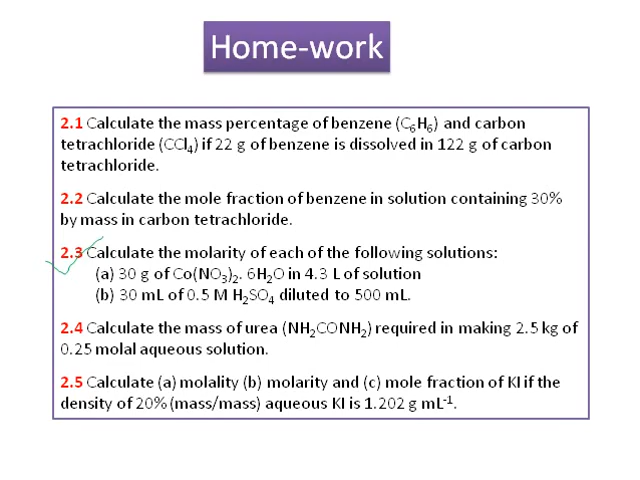 Home-work
2.1 Calculate the mass percentage of benzene (C₆H₆) and carbon
tetrachloride (CCl₄) if 22 g of benzene is dissolved in 122 g of carbon
tetrachloride.
2.2 Calculate the mole fraction of benzene in solution containing 30%
by mass in carbon tetrachloride.
2.3 Calculate the molarity of each of the following solutions:
(a) 30 g of Co(NO₃)₂. 6H₂O in 4.3 L of solution
(b) 30 mL of 0.5 M H₂SO₄ diluted to 500 mL.
2.4 Calculate the mass of urea (NH₂CONH₂) required in making 2.5 kg of
0.25 molal aqueous solution.
2.5 Calculate (a) molality (b) molarity and (c) mole fraction of KI if the
density of 20% (mass/mass) aqueous KI is 1.202 g mL⁻¹.